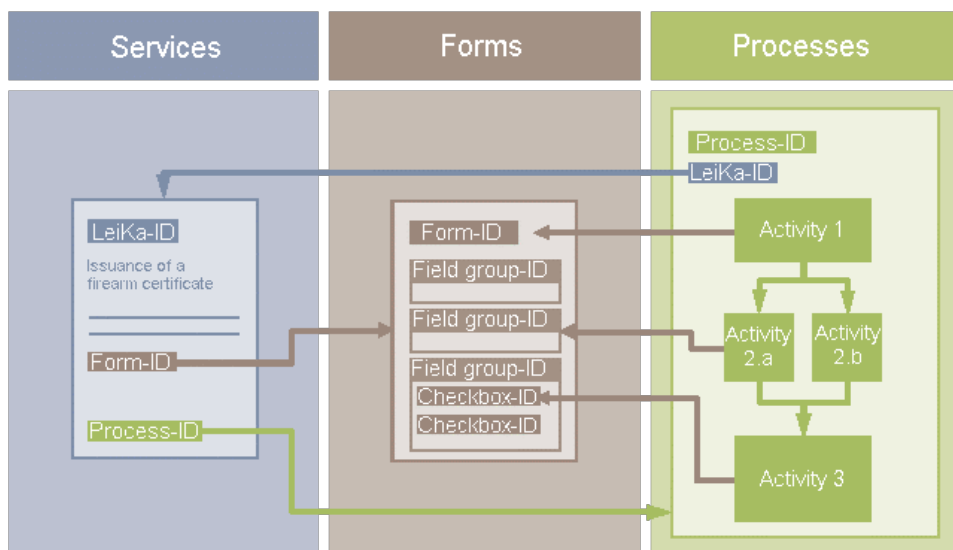 Services
Forms
Processes
LeiKa-ID
Issuance of a
firearm certificate
Form-ID
Process-ID
Form-ID
Field group-ID
Field group-ID
Field group-ID
Checkbox-ID
Checkbox-ID
Process-ID
LeiKa-ID
Activity 1
Activity
2.a
Activity
2.b
Activity 3